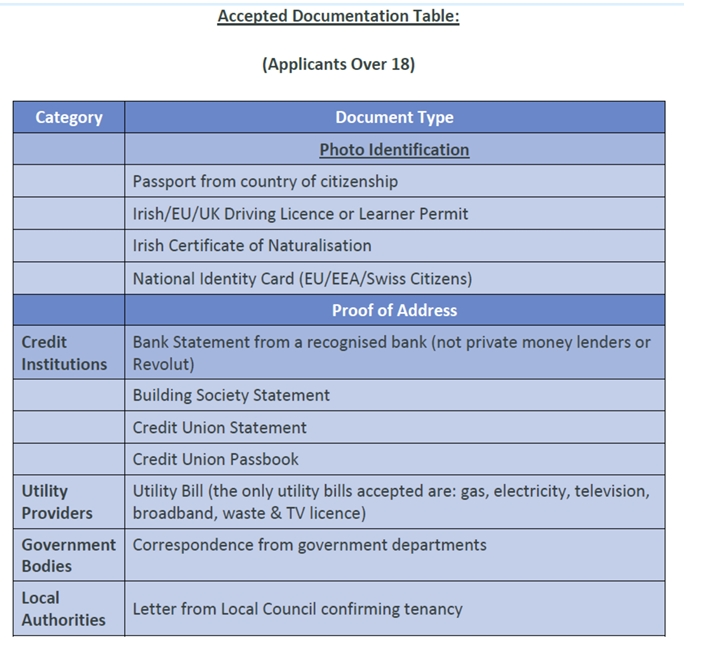 Accepted Documentation Table:
(Applicants Over 18)
Category Document Type
Photo Identification
Passport from country of citizenship
Irish/EU/UK Driving Licence or Learner Permit
Irish Certificate of Naturalisation
National Identity Card (EU/EEA/Swiss Citizens)
Proof of Address
Credit
Institutions
Bank Statement from a recognised bank (not private money lenders or
Revolut)
Building Society Statement
Credit Union Statement
Credit Union Passbook
Utility
Providers
Utility Bill (the only utility bills accepted are: gas, electricity, television,
broadband, waste & TV licence)
Government
Bodies
Correspondence from government departments
Local
Authorities
Letter from Local Council confirming tenancy